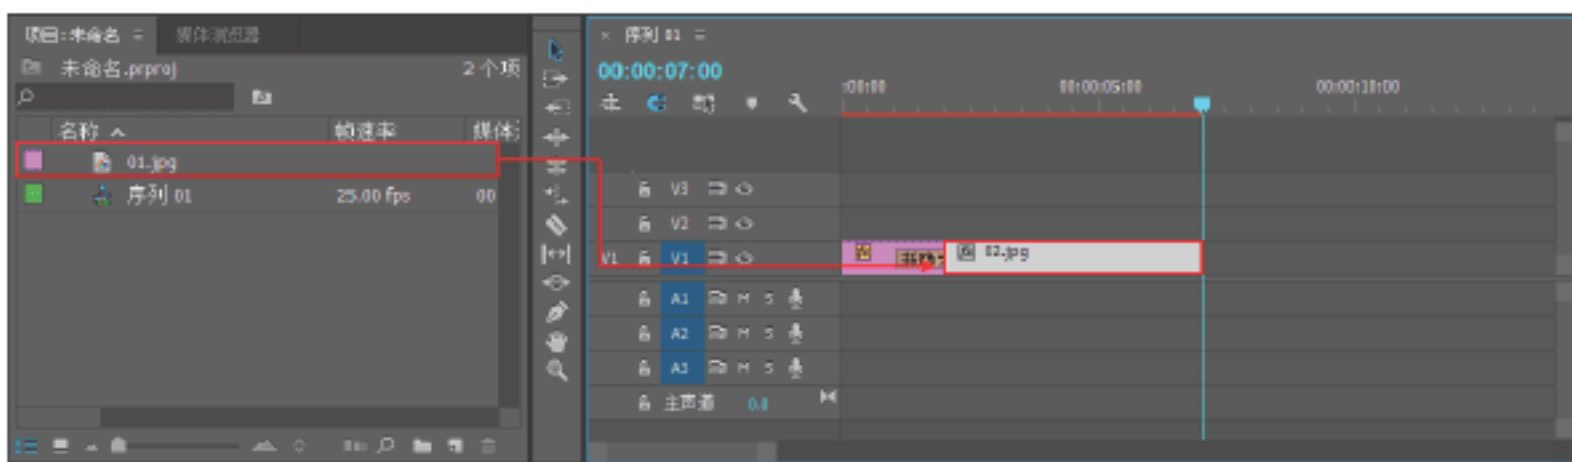 项目:未命名
媒体浏览器
未命名.prproj
2 个项
名称
帧速率
媒体
01.jpg
序列 01
25.00 fps
00
× 序列 01
00:00:07:00
:00:00
00:00:05:00
00:00:10:00
V3
V2
V1 V1
02.jpg
A1 M S
A2 M S
A3 M S
主声道 0.0